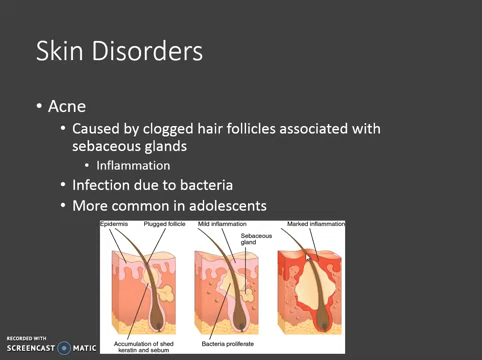 Skin Disorders
• Acne
• Caused by clogged hair follicles associated with
sebaceous glands
• Inflammation
• Infection due to bacteria
• More common in adolescents
Epidermis
Plugged follicle
Mild inflammation
Marked inflammation
Sebaceous
gland
Accumulation of shed
keratin and sebum
Bacteria proliferate
RECORDED WITH
SCREENCAST MATIC